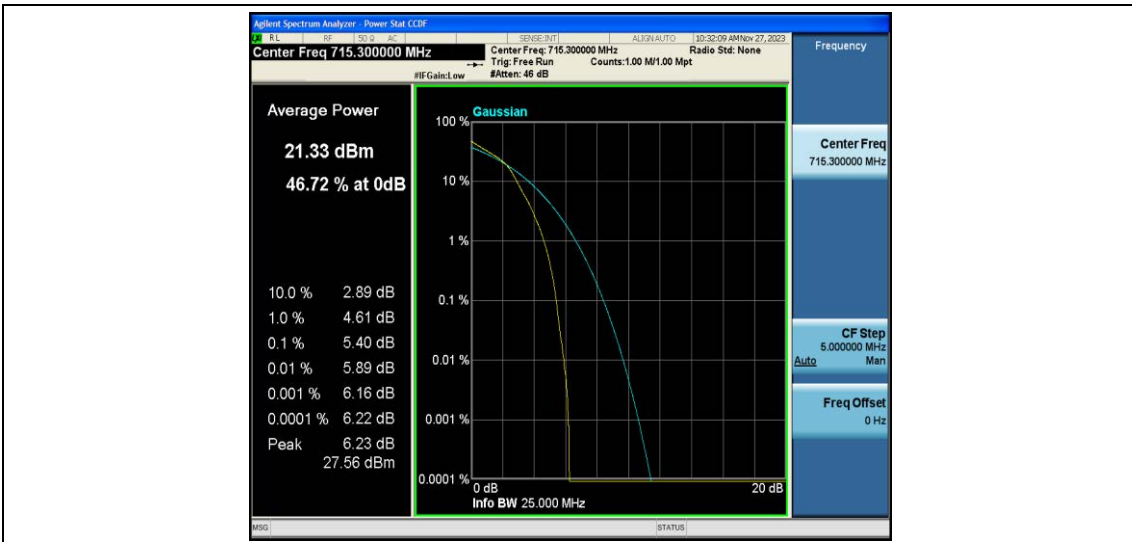 Agilent Spectrum Analyzer - Power Stat CCDF
LXI RL RF 50 Ω AC SENSE:INT ALIGN AUTO 10:32:09 AM Nov 27, 2023
Center Freq 715.300000 MHz
Center Freq: 715.300000 MHz Radio Std: None
Trig: Free Run Counts:1.00 M/1.00 Mpt
#IFGain:Low #Atten: 46 dB
Frequency
Average Power
21.33 dBm
46.72 % at 0dB
10.0 % 2.89 dB
1.0 % 4.61 dB
0.1 % 5.40 dB
0.01 % 5.89 dB
0.001 % 6.16 dB
0.0001 % 6.22 dB
Peak 6.23 dB
27.56 dBm
Gaussian
100 %
10 %
1 %
0.1 %
0.01 %
0.001 %
0.0001 %
0 dB 20 dB
Info BW 25.000 MHz
Center Freq
715.300000 MHz
CF Step
5.000000 MHz
Auto Man
Freq Offset
0 Hz
MSG STATUS